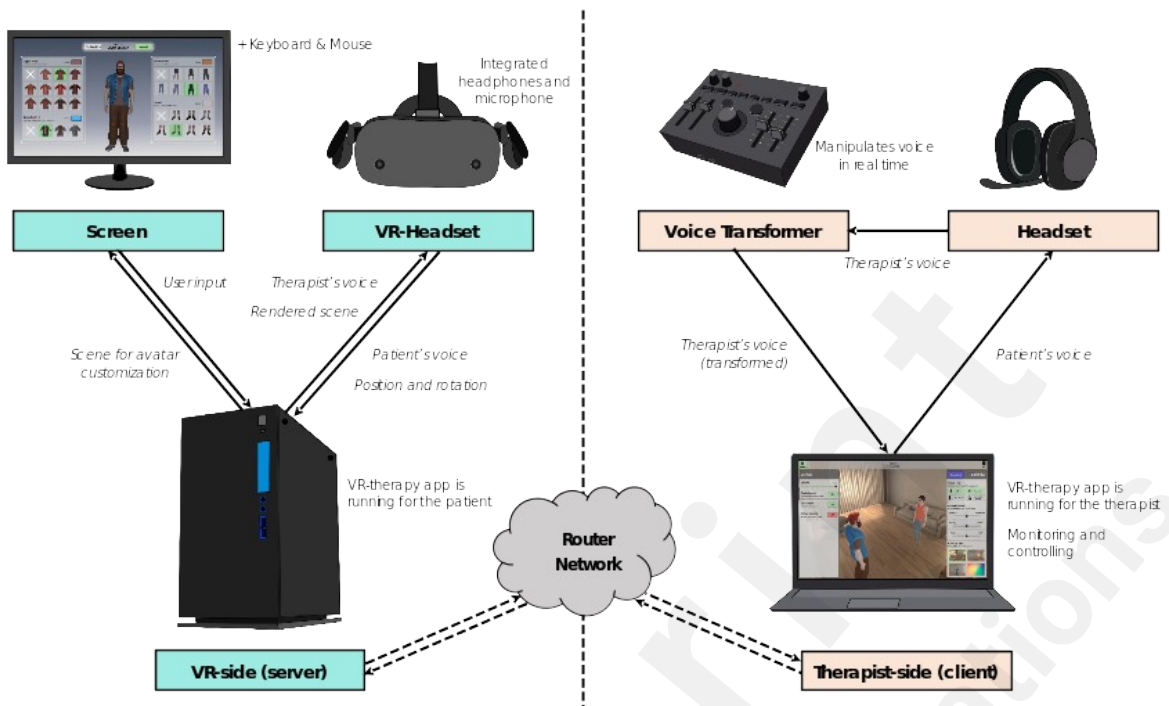 +Keyboard & Mouse
Integrated
headphones and
microphone
Manipulates voice
in real time
Screen
VR-Headset
Voice Transformer
Headset
Therapist's voice
User input
Therapist's voice
Rendered scene
Scene for avatar
customization
Patient's voice
Position and rotation
Therapist's voice
(transformed)
Patient's voice
VR-therapy app is
running for the patient
Router
Network
VR-therapy app is
running for the therapist
Monitoring and
controlling
VR-side (server)
Therapist-side (client)